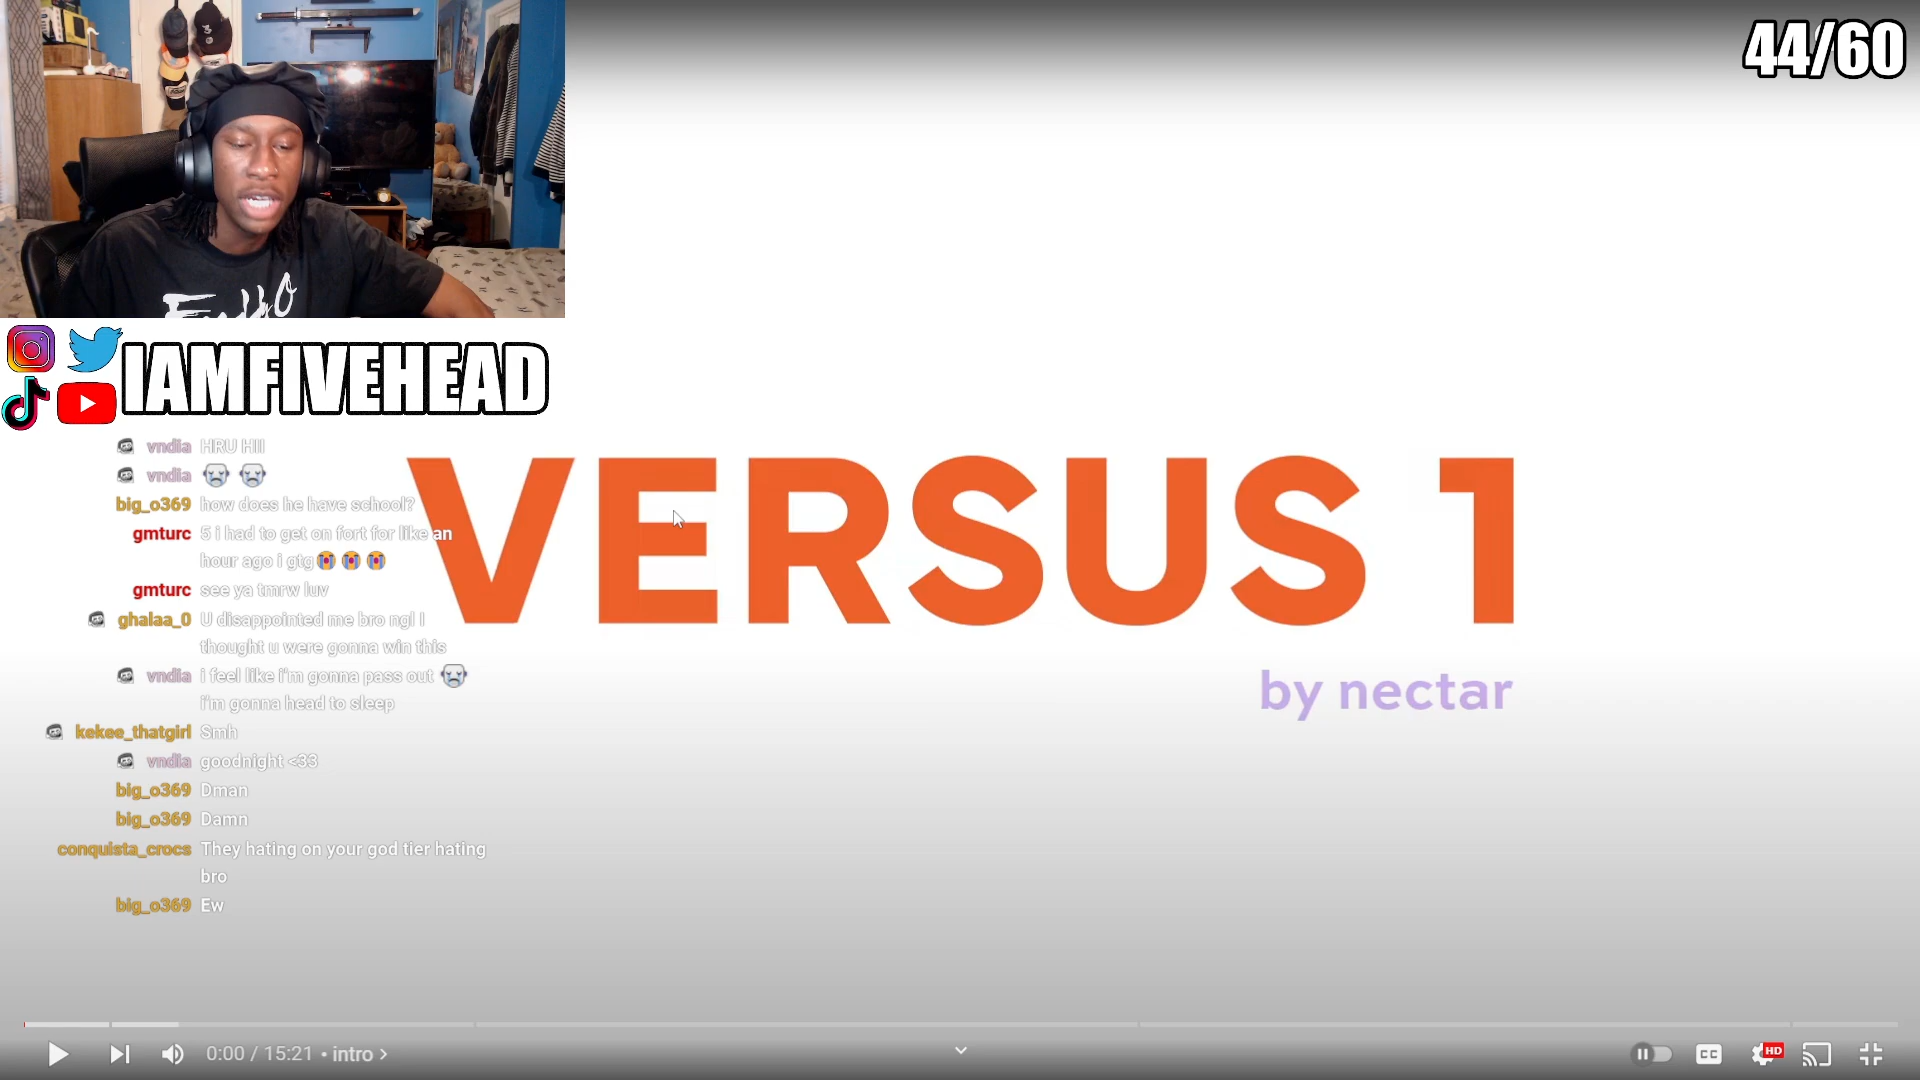 44/60
IAMFIVEHEAD
vndia HRU HII
vndia
big_o369 how does he have school?
gmturc 5 i had to get on fort for like an
hour ago i gtg
gmturc see ya tmrw luv
ghalaa_0 U disappointed me bro ngl I
thought u were gonna win this
vndia i feel like i'm gonna pass out
i'm gonna head to sleep
kekee_thatgirl Smh
vndia goodnight <33
big_o369 Dman
big_o369 Damn
conquista_crocs They hating on your god tier hating
bro
big_o369 Ew
VERSUS 1
by nectar
0:00 / 15:21 • intro >
CC
HD